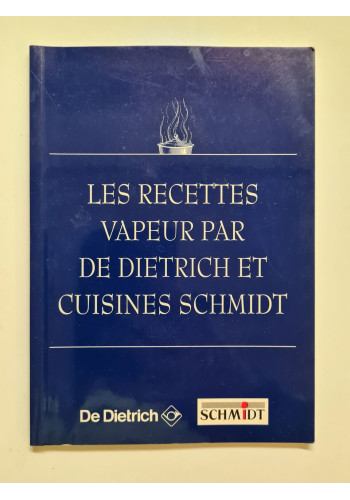 LES RECETTES
VAPEUR PAR
DE DIETRICH ET
CUISINES SCHMIDT
De Dietrich
SCHMIDT